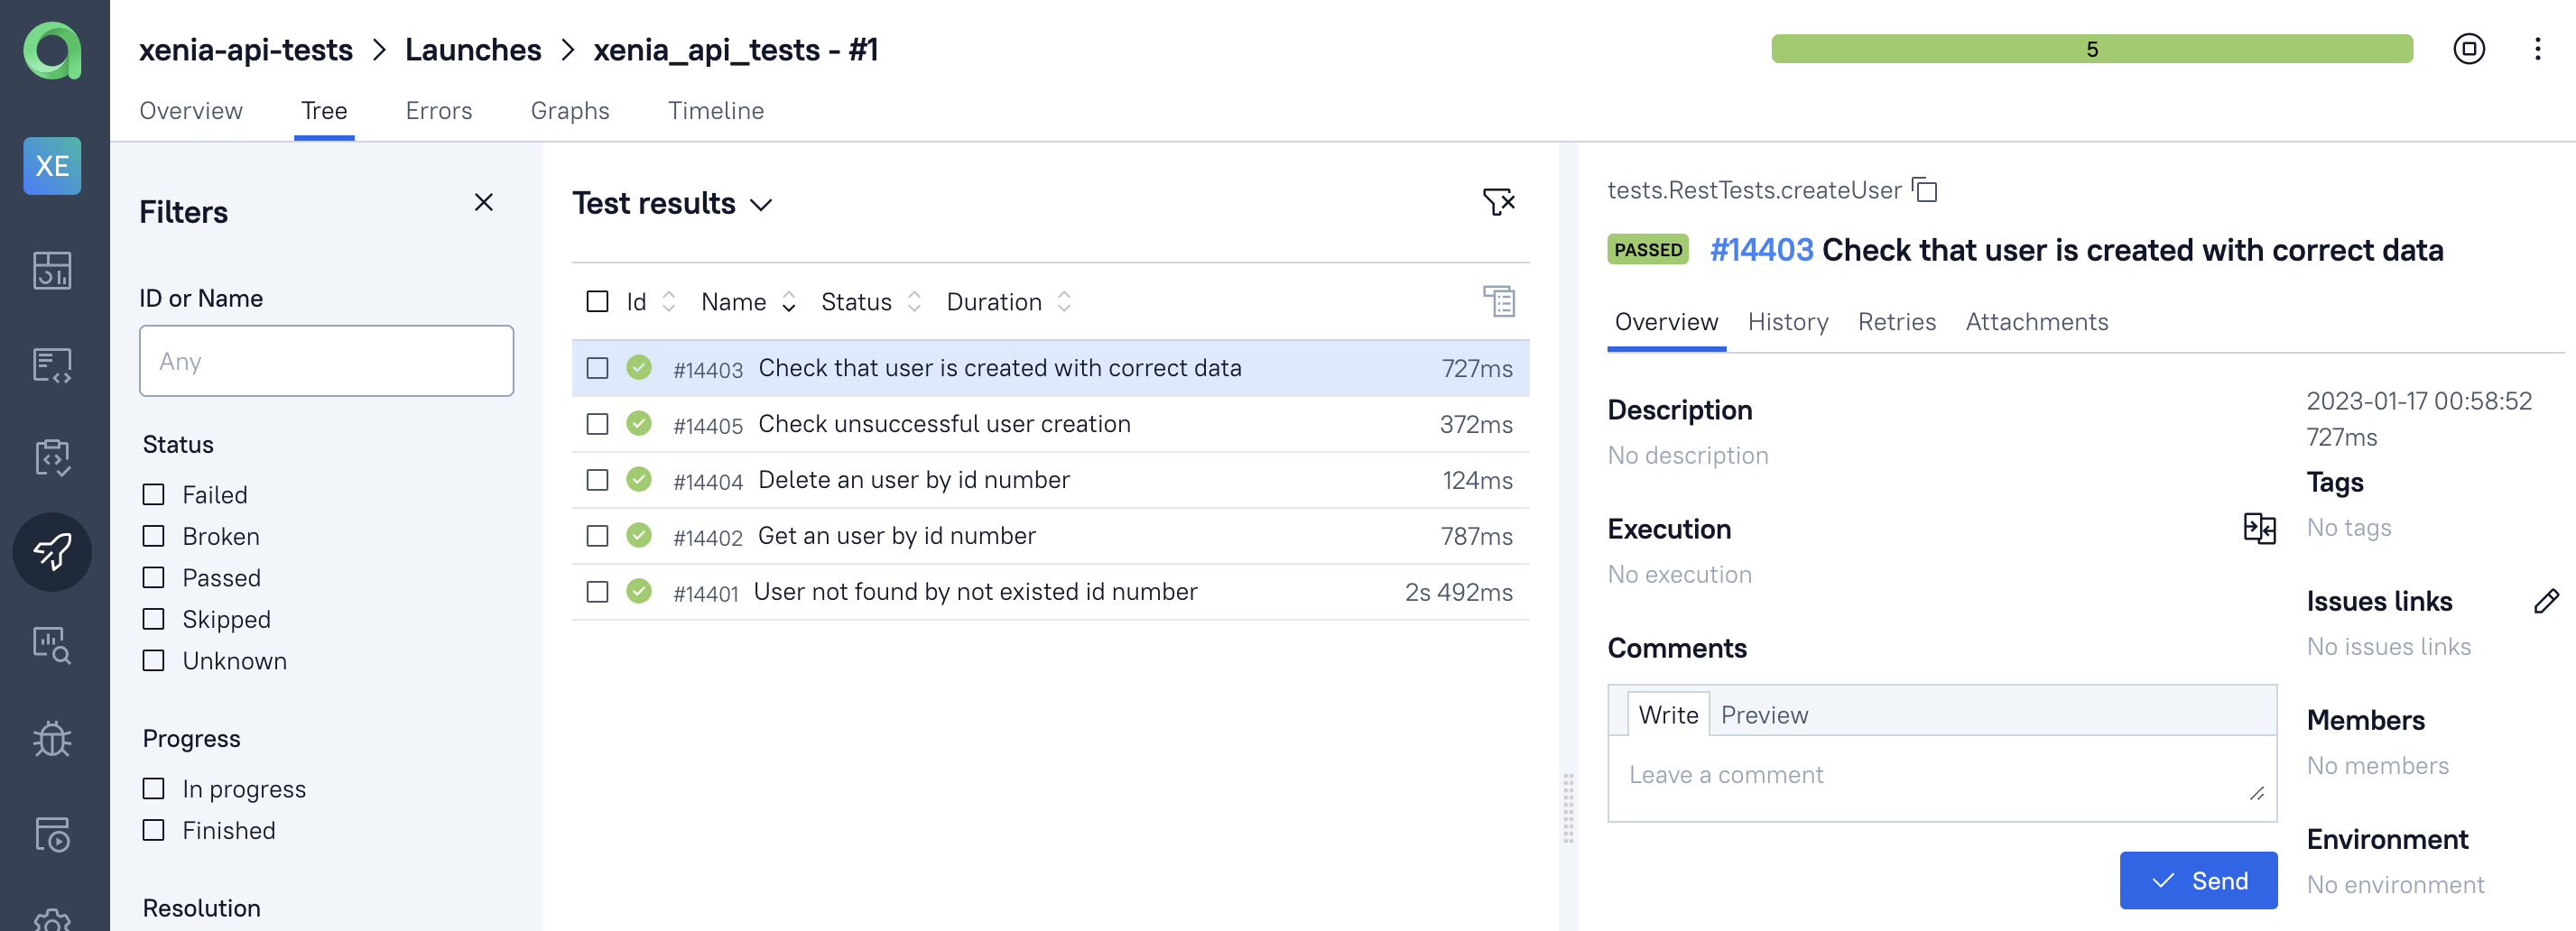 xenia-api-tests > Launches > xenia_api_tests - #1
5
Overview Tree Errors Graphs Timeline
XE
Filters
ID or Name
Any
Status
Failed
Broken
Passed
Skipped
Unknown
Progress
In progress
Finished
Resolution
Test results
Id Name Status Duration
#14403 Check that user is created with correct data 727ms
#14405 Check unsuccessful user creation 372ms
#14404 Delete an user by id number 124ms
#14402 Get an user by id number 787ms
#14401 User not found by not existed id number 2s 492ms
tests.RestTests.createUser
PASSED #14403 Check that user is created with correct data
Overview History Retries Attachments
Description
No description
Execution
No execution
Comments
Write Preview
Leave a comment
Send
2023-01-17 00:58:52
727ms
Tags
No tags
Issues links
No issues links
Members
No members
Environment
No environment